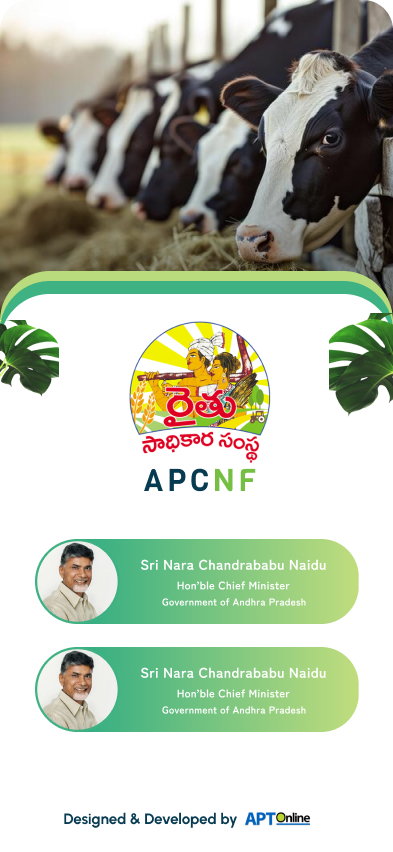 రైతు
సాధికార సంస్థ
APCNF
Sri Nara Chandrababu Naidu
Hon'ble Chief Minister
Government of Andhra Pradesh
Sri Nara Chandrababu Naidu
Hon'ble Chief Minister
Government of Andhra Pradesh
Designed & Developed by APTOnline